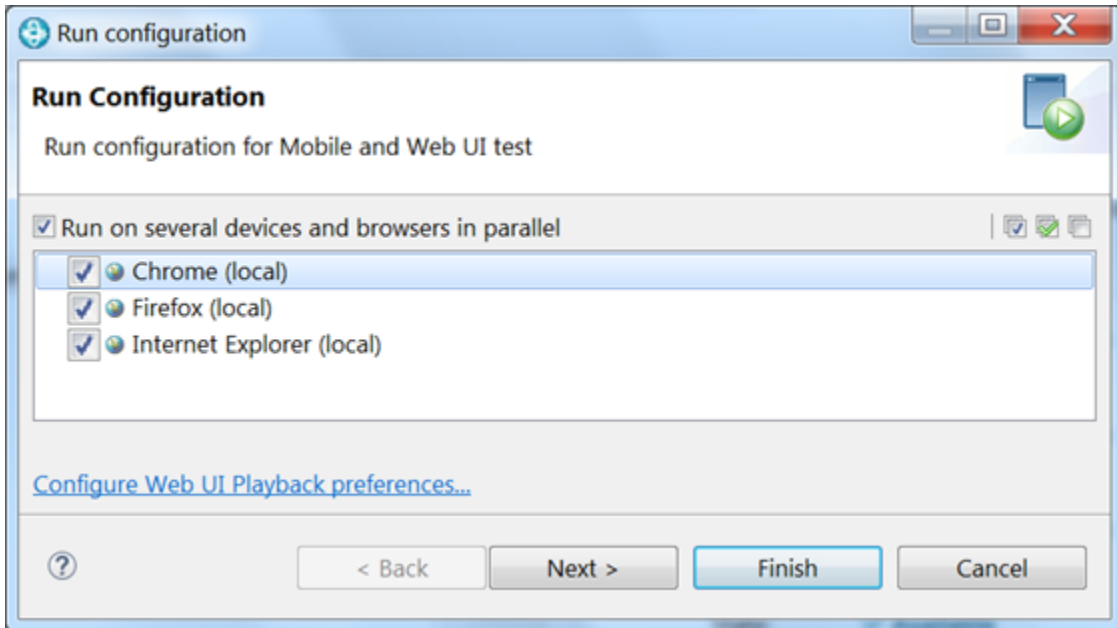 Run configuration
Run Configuration
Run configuration for Mobile and Web UI test
Run on several devices and browsers in parallel
Chrome (local)
Firefox (local)
Internet Explorer (local)
Configure Web UI Playback preferences...
< Back Next > Finish Cancel